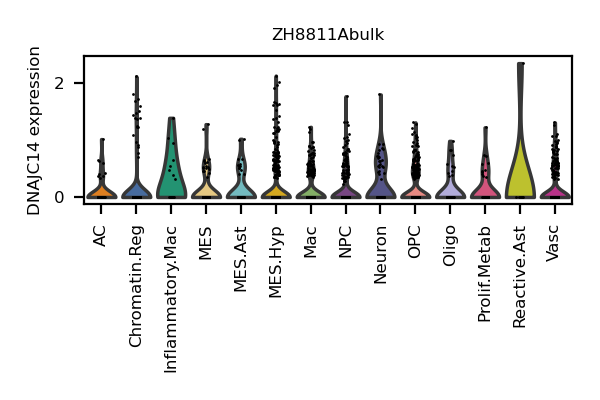 ZH8811Abulk
DNAJC14 expression
2
0
AC
Chromatin.Reg
Inflammatory.Mac
MES
MES.Ast
MES.Hyp
Mac
NPC
Neuron
OPC
Oligo
Prolif.Metab
Reactive.Ast
Vasc